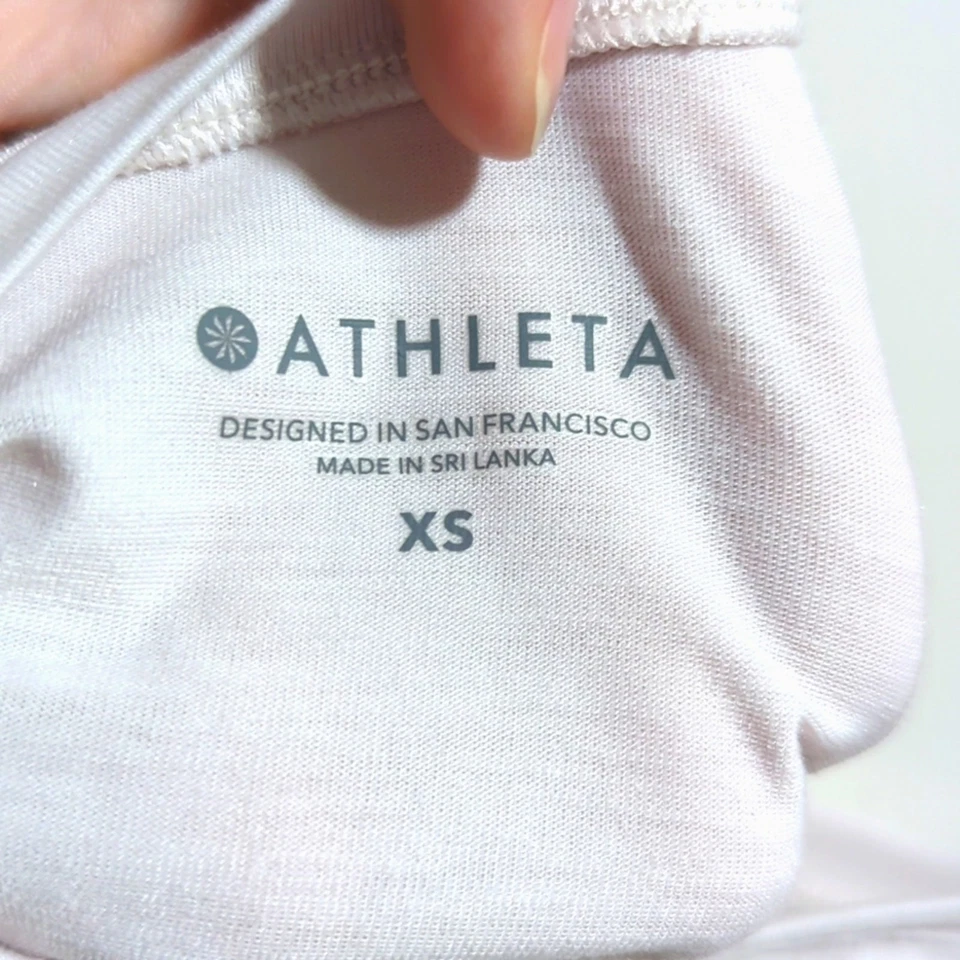 ATHLETA
DESIGNED IN SAN FRANCISCO
MADE IN SRI LANKA
XS